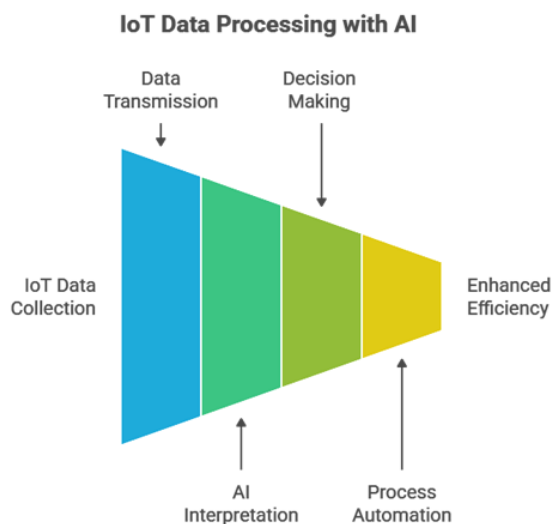 IoT Data Processing with AI
Data
Transmission
Decision
Making
IoT Data
Collection
Enhanced
Efficiency
AI
Interpretation
Process
Automation